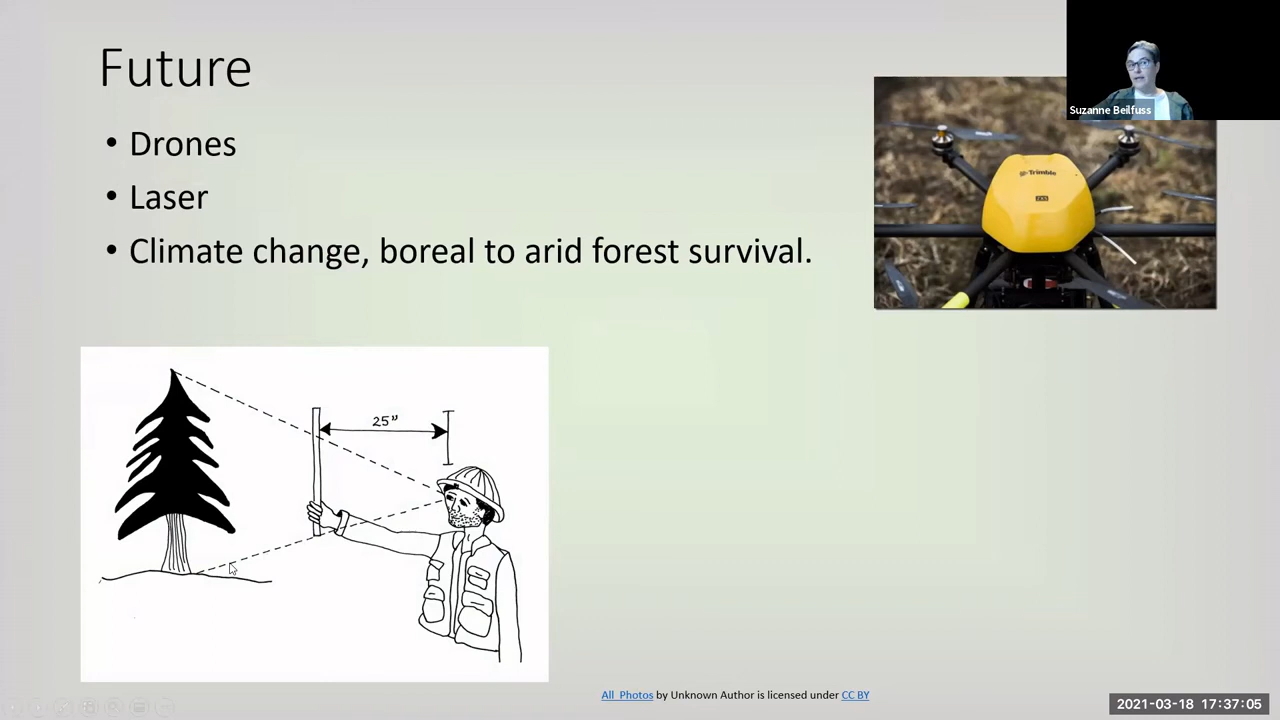 Future
• Drones
• Laser
• Climate change, boreal to arid forest survival.
Suzanne Beilfuss
Trimble
ZX5
25"
All Photos by Unknown Author is licensed under CC BY
2021-03-18 17:37:05